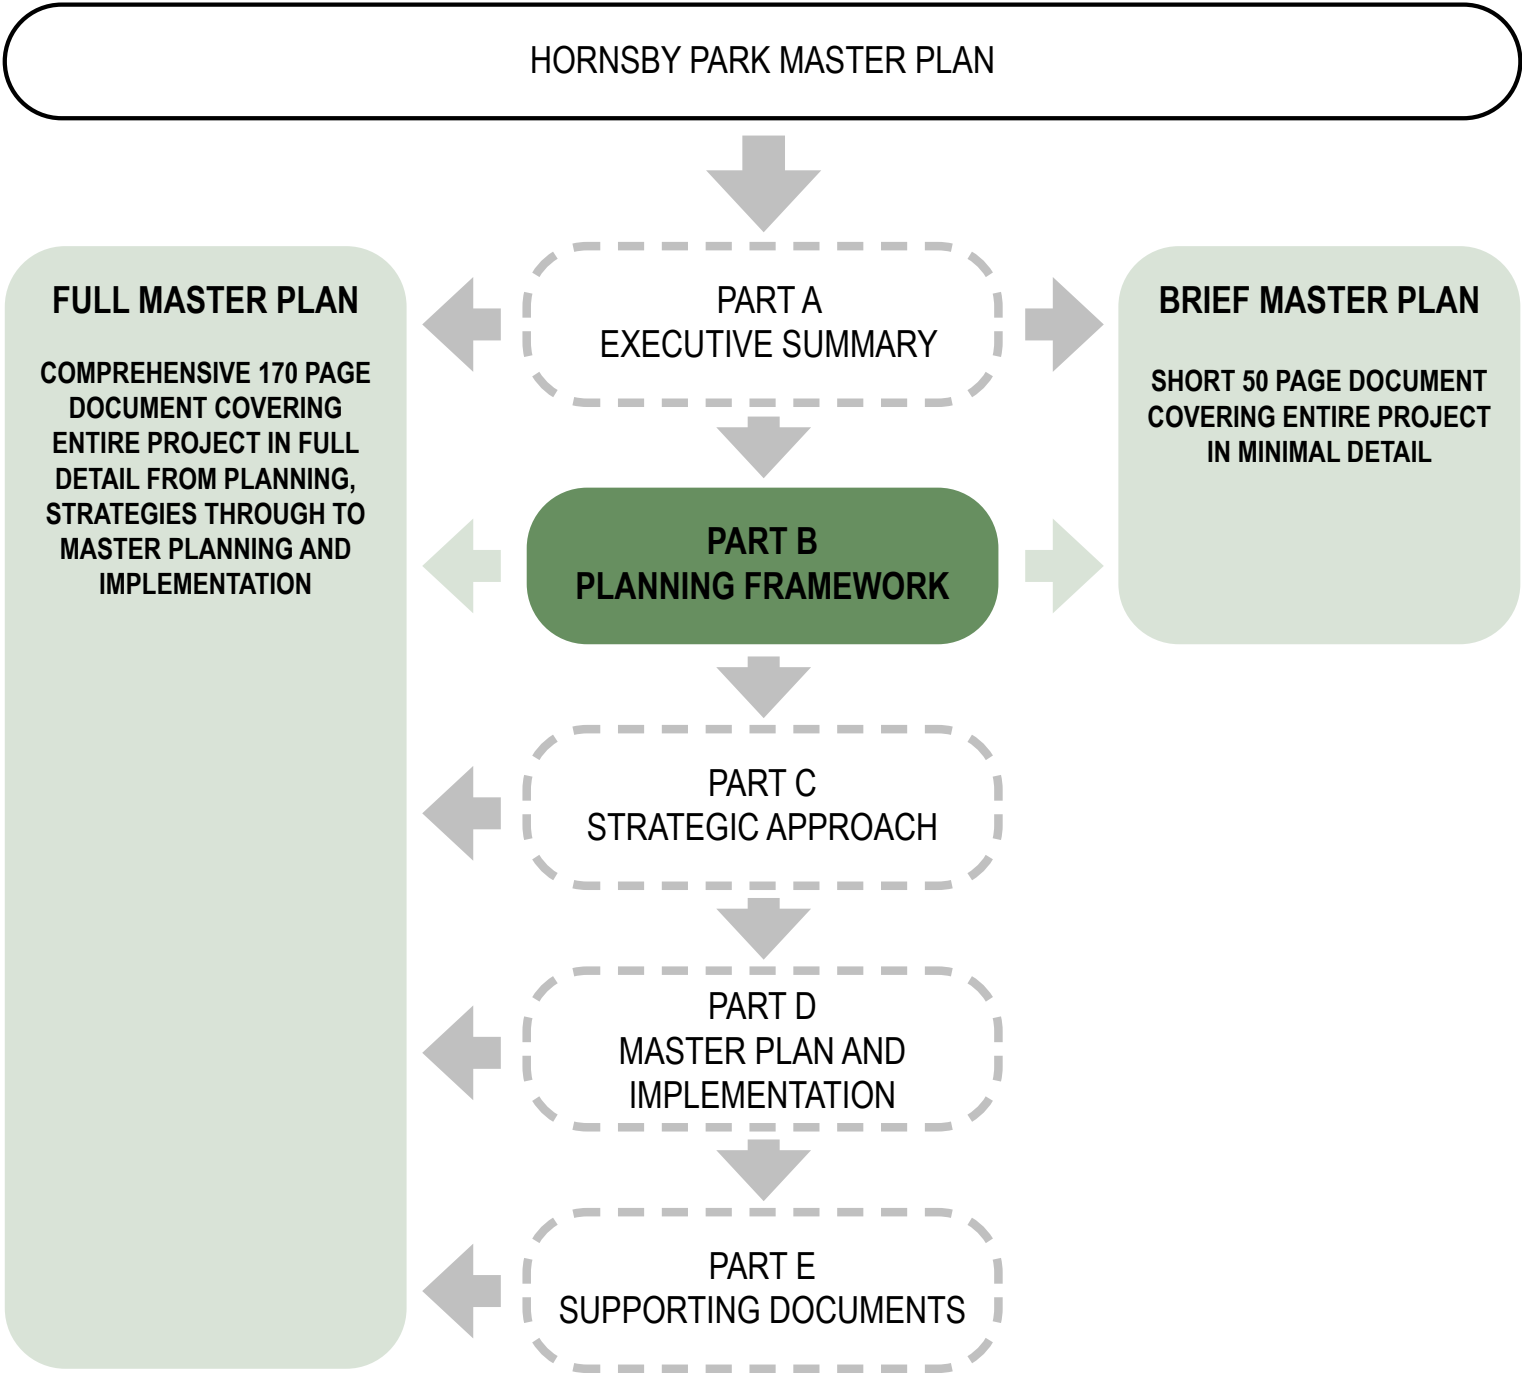 HORNSBY PARK MASTER PLAN
FULL MASTER PLAN
COMPREHENSIVE 170 PAGE
DOCUMENT COVERING
ENTIRE PROJECT IN FULL
DETAIL FROM PLANNING,
STRATEGIES THROUGH TO
MASTER PLANNING AND
IMPLEMENTATION
PART A
EXECUTIVE SUMMARY
BRIEF MASTER PLAN
SHORT 50 PAGE DOCUMENT
COVERING ENTIRE PROJECT
IN MINIMAL DETAIL
PART B
PLANNING FRAMEWORK
PART C
STRATEGIC APPROACH
PART D
MASTER PLAN AND
IMPLEMENTATION
PART E
SUPPORTING DOCUMENTS